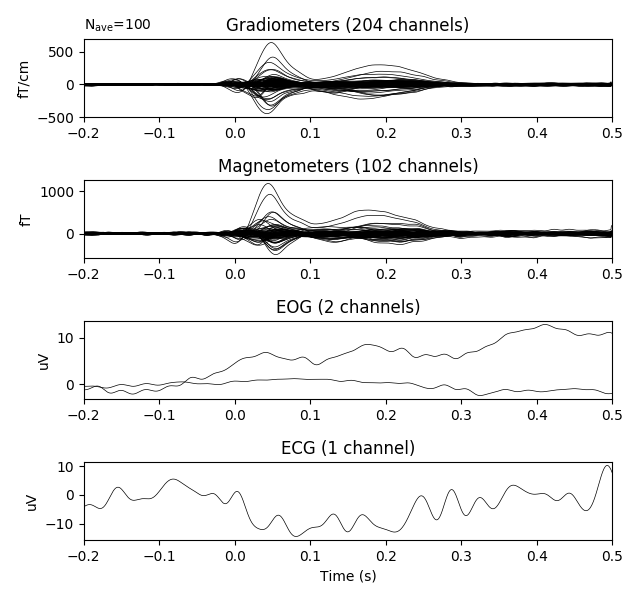 N_ave=100
Gradiometers (204 channels)
fT/cm
500
0
−500
−0.2 −0.1 0.0 0.1 0.2 0.3 0.4 0.5
Magnetometers (102 channels)
fT
1000
0
−0.2 −0.1 0.0 0.1 0.2 0.3 0.4 0.5
EOG (2 channels)
uV
10
0
−0.2 −0.1 0.0 0.1 0.2 0.3 0.4 0.5
ECG (1 channel)
uV
10
0
−10
−0.2 −0.1 0.0 0.1 0.2 0.3 0.4 0.5
Time (s)